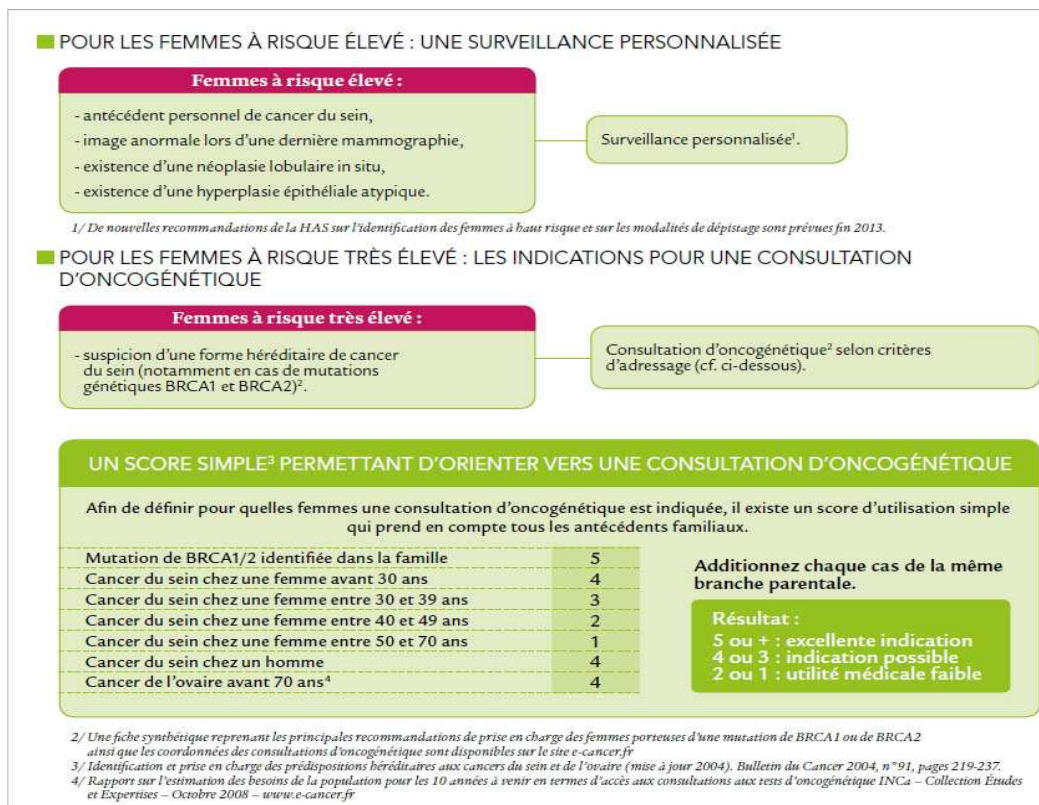 POUR LES FEMMES À RISQUE ÉLEVÉ : UNE SURVEILLANCE PERSONNALISÉE
Femmes à risque élevé :
- antécédent personnel de cancer du sein,
- image anormale lors d'une dernière mammographie,
- existence d'une néoplasie lobulaire in situ,
- existence d'une hyperplasie épithéliale atypique.
Surveillance personnalisée¹.
1/ De nouvelles recommandations de la HAS sur l'identification des femmes à haut risque et sur les modalités de dépistage sont prévues fin 2013.
POUR LES FEMMES À RISQUE TRÈS ÉLEVÉ : LES INDICATIONS POUR UNE CONSULTATION
D'ONCOGÉNÉTIQUE
Femmes à risque très élevé :
- suspicion d'une forme héréditaire de cancer
du sein (notamment en cas de mutations
génétiques BRCA1 et BRCA2)².
Consultation d'oncogénétique² selon critères
d'adressage (cf. ci-dessous).
UN SCORE SIMPLE³ PERMETTANT D'ORIENTER VERS UNE CONSULTATION D'ONCOGÉNÉTIQUE
Afin de définir pour quelles femmes une consultation d'oncogénétique est indiquée, il existe un score d'utilisation simple
qui prend en compte tous les antécédents familiaux.
Mutation de BRCA1/2 identifiée dans la famille 5
Cancer du sein chez une femme avant 30 ans 4
Cancer du sein chez une femme entre 30 et 39 ans 3
Cancer du sein chez une femme entre 40 et 49 ans 2
Cancer du sein chez une femme entre 50 et 70 ans 1
Cancer du sein chez un homme 4
Cancer de l'ovaire avant 70 ans⁴ 4
Additionnez chaque cas de la même
branche parentale.
Résultat :
5 ou + : excellente indication
4 ou 3 : indication possible
2 ou 1 : utilité médicale faible
2/ Une fiche synthétique reprenant les principales recommandations de prise en charge des femmes porteuses d'une mutation de BRCA1 ou de BRCA2
ainsi que les coordonnées des consultations d'oncogénétique sont disponibles sur le site e-cancer.fr
3/ Identification et prise en charge des prédispositions héréditaires aux cancers du sein et de l'ovaire (mise à jour 2004). Bulletin du Cancer 2004, n°91, pages 219-237.
4/ Rapport sur l'estimation des besoins de la population pour les 10 années à venir en termes d'accès aux consultations aux tests d'oncogénétique INCa – Collection Études
et Expertises – Octobre 2008 – www.e-cancer.fr